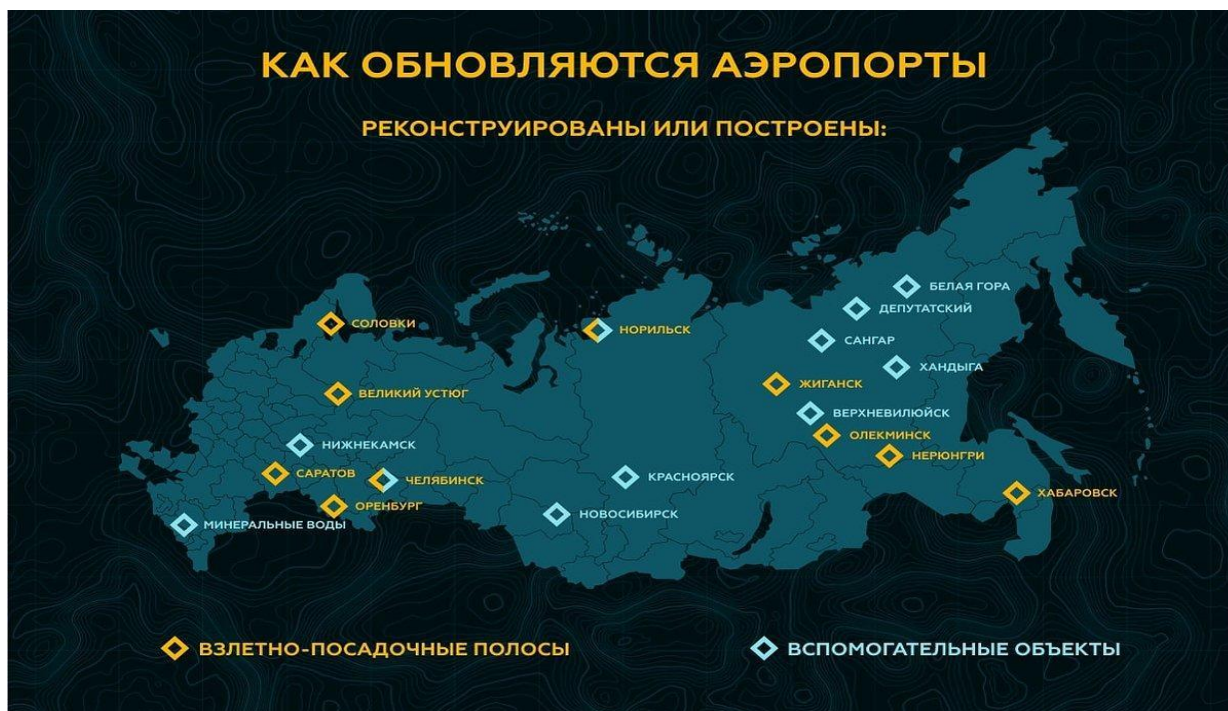 КАК ОБНОВЛЯЮТСЯ АЭРОПОРТЫ
РЕКОНСТРУИРОВАНЫ ИЛИ ПОСТРОЕНЫ:
БЕЛАЯ ГОРА
ДЕПУТАТСКИЙ
СОЛОВКИ
НОРИЛЬСК
САНГАР
ХАНДЫГА
ЖИГАНСК
ВЕЛИКИЙ УСТЮГ
ВЕРХНЕВИЛЮЙСК
ОЛЕКМИНСК
НИЖНЕКАМСК
НЕРЮНГРИ
САРАТОВ
ЧЕЛЯБИНСК
КРАСНОЯРСК
ХАБАРОВСК
ОРЕНБУРГ
НОВОСИБИРСК
МИНЕРАЛЬНЫЕ ВОДЫ
ВЗЛЕТНО-ПОСАДОЧНЫЕ ПОЛОСЫ
ВСПОМОГАТЕЛЬНЫЕ ОБЪЕКТЫ